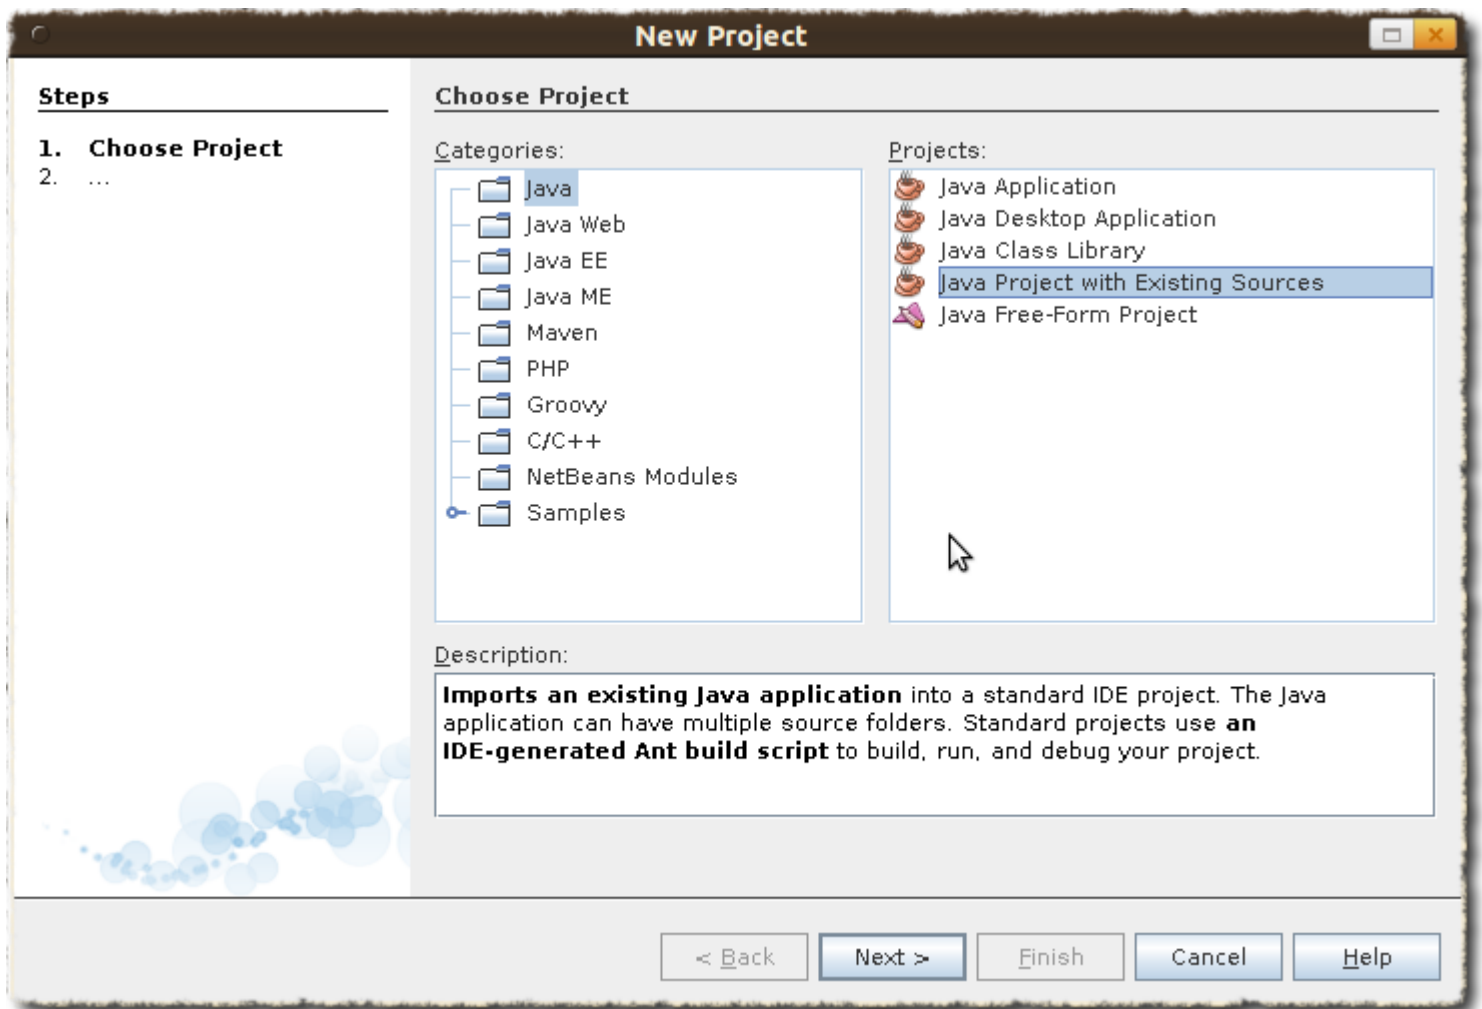 New Project
Steps
1. Choose Project
2. ...
Choose Project
Categories:
Java
Java Web
Java EE
Java ME
Maven
PHP
Groovy
C/C++
NetBeans Modules
Samples
Projects:
Java Application
Java Desktop Application
Java Class Library
Java Project with Existing Sources
Java Free-Form Project
Description:
Imports an existing Java application into a standard IDE project. The Java
application can have multiple source folders. Standard projects use an
IDE-generated Ant build script to build, run, and debug your project.
< Back
Next >
Finish
Cancel
Help